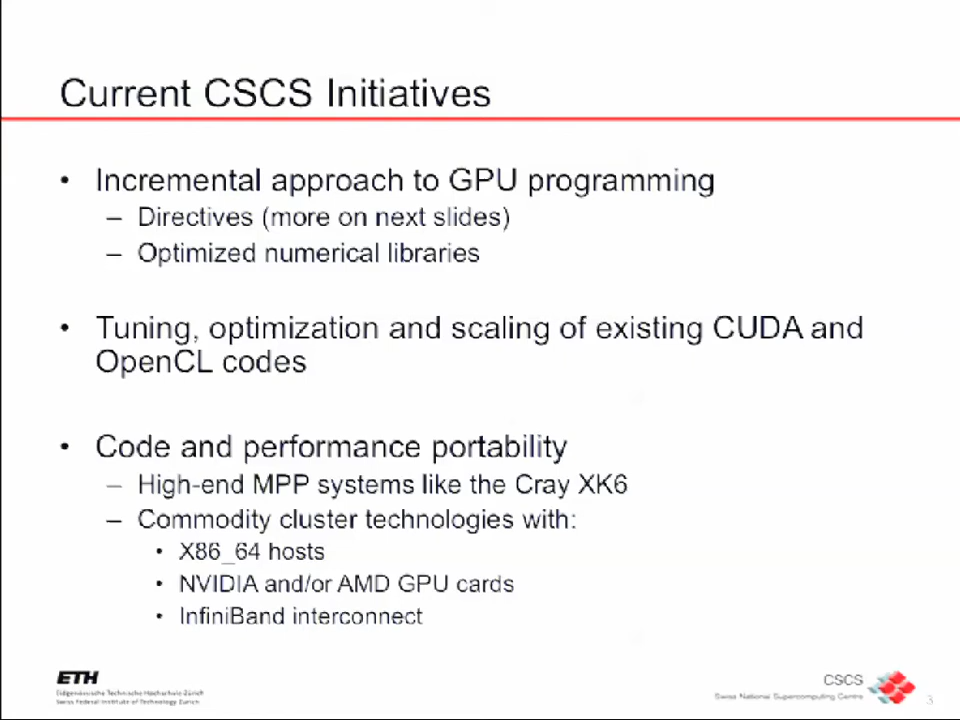 Current CSCS Initiatives
• Incremental approach to GPU programming
– Directives (more on next slides)
– Optimized numerical libraries
• Tuning, optimization and scaling of existing CUDA and
OpenCL codes
• Code and performance portability
– High-end MPP systems like the Cray XK6
– Commodity cluster technologies with:
• X86_64 hosts
• NVIDIA and/or AMD GPU cards
• InfiniBand interconnect
ETH
Eidgenössische Technische Hochschule Zürich
Swiss Federal Institute of Technology Zurich
CSCS
Swiss National Supercomputing Centre
3